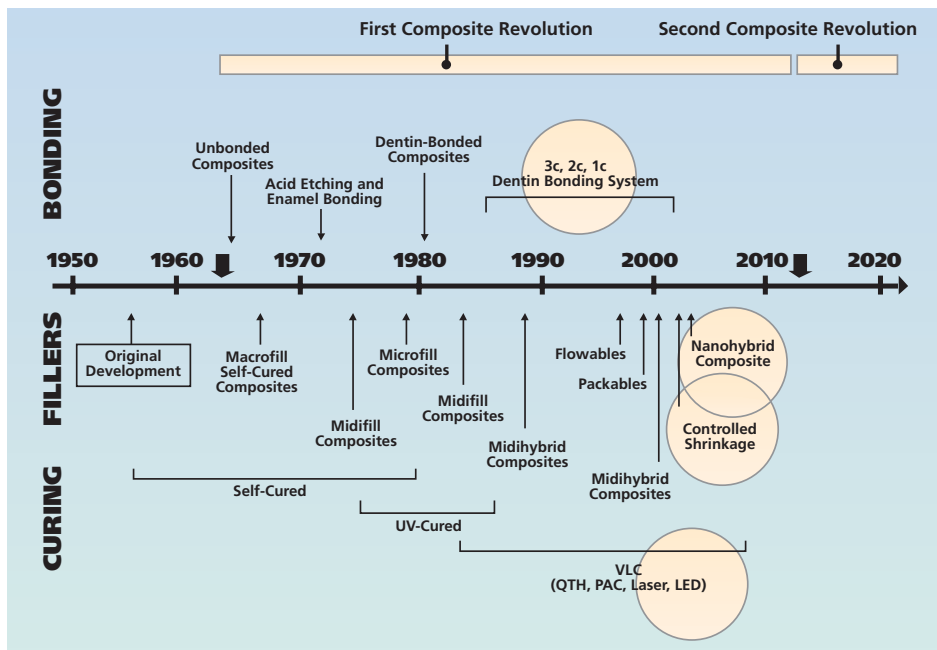 First Composite Revolution
Second Composite Revolution
BONDING
Unbonded
Composites
Acid Etching and
Enamel Bonding
Dentin-Bonded
Composites
3c, 2c, 1c
Dentin Bonding System
1950
1960
1970
1980
1990
2000
2010
2020
FILLERS
Original
Development
Macrofill
Self-Cured
Composites
Midifill
Composites
Microfill
Composites
Midifill
Composites
Midihybrid
Composites
Flowables
Packables
Midihybrid
Composites
Nanohybrid
Composite
Controlled
Shrinkage
CURING
Self-Cured
UV-Cured
VLC
(QTH, PAC, Laser, LED)